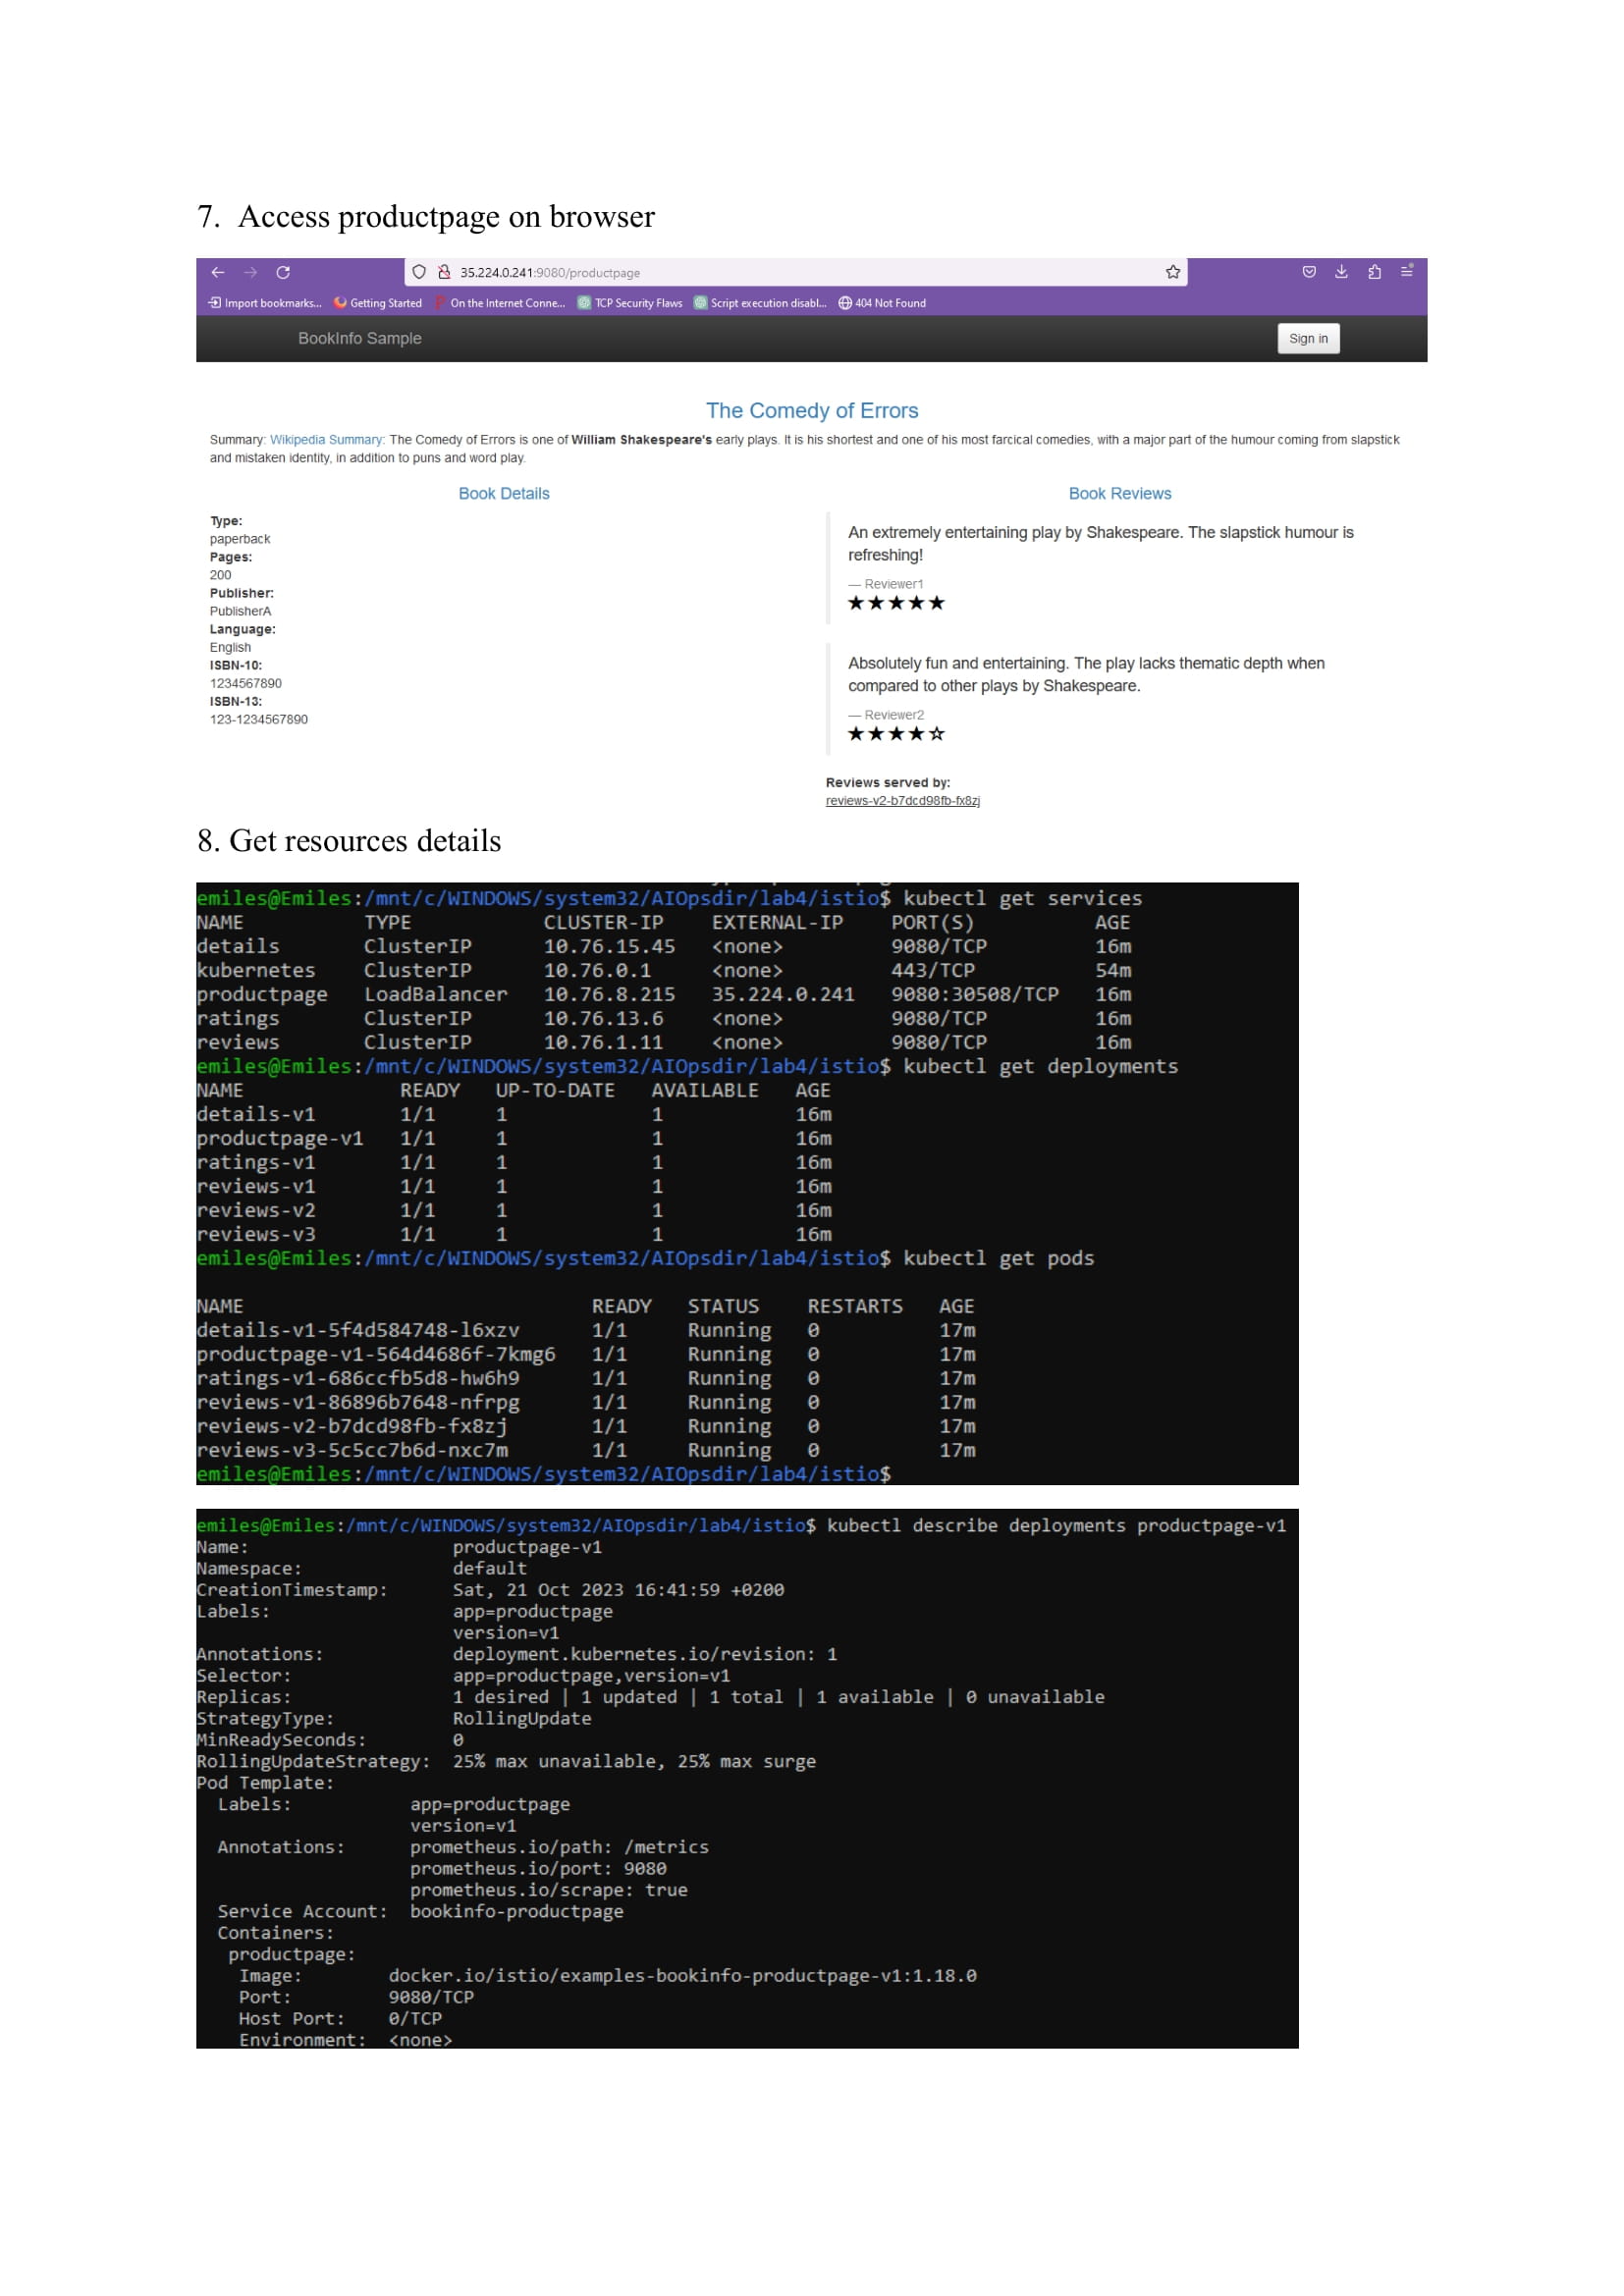 7. Access productpage on browser
35.224.0.241:9080/productpage
Import bookmarks... Getting Started On the Internet Conne... TCP Security Flaws Script execution disabl... 404 Not Found
BookInfo Sample Sign in
The Comedy of Errors
Summary: Wikipedia Summary: The Comedy of Errors is one of William Shakespeare's early plays. It is his shortest and one of his most farcical comedies, with a major part of the humour coming from slapstick
and mistaken identity, in addition to puns and word play.
Book Details
Type:
paperback
Pages:
200
Publisher:
PublisherA
Language:
English
ISBN-10:
1234567890
ISBN-13:
123-1234567890
Book Reviews
An extremely entertaining play by Shakespeare. The slapstick humour is
refreshing!
— Reviewer1
★★★★★
Absolutely fun and entertaining. The play lacks thematic depth when
compared to other plays by Shakespeare.
— Reviewer2
★★★★☆
Reviews served by:
reviews-v2-b7dcd98fb-fx8zj
8. Get resources details
emiles@Emiles:/mnt/c/WINDOWS/system32/AIOpsdir/lab4/istio$ kubectl get services
NAME TYPE CLUSTER-IP EXTERNAL-IP PORT(S) AGE
details ClusterIP 10.76.15.45 <none> 9080/TCP 16m
kubernetes ClusterIP 10.76.0.1 <none> 443/TCP 54m
productpage LoadBalancer 10.76.8.215 35.224.0.241 9080:30508/TCP 16m
ratings ClusterIP 10.76.13.6 <none> 9080/TCP 16m
reviews ClusterIP 10.76.1.11 <none> 9080/TCP 16m
emiles@Emiles:/mnt/c/WINDOWS/system32/AIOpsdir/lab4/istio$ kubectl get deployments
NAME READY UP-TO-DATE AVAILABLE AGE
details-v1 1/1 1 1 16m
productpage-v1 1/1 1 1 16m
ratings-v1 1/1 1 1 16m
reviews-v1 1/1 1 1 16m
reviews-v2 1/1 1 1 16m
reviews-v3 1/1 1 1 16m
emiles@Emiles:/mnt/c/WINDOWS/system32/AIOpsdir/lab4/istio$ kubectl get pods
NAME READY STATUS RESTARTS AGE
details-v1-5f4d584748-l6xzv 1/1 Running 0 17m
productpage-v1-564d4686f-7kmg6 1/1 Running 0 17m
ratings-v1-686ccfb5d8-hw6h9 1/1 Running 0 17m
reviews-v1-86896b7648-nfrpg 1/1 Running 0 17m
reviews-v2-b7dcd98fb-fx8zj 1/1 Running 0 17m
reviews-v3-5c5cc7b6d-nxc7m 1/1 Running 0 17m
emiles@Emiles:/mnt/c/WINDOWS/system32/AIOpsdir/lab4/istio$
emiles@Emiles:/mnt/c/WINDOWS/system32/AIOpsdir/lab4/istio$ kubectl describe deployments productpage-v1
Name: productpage-v1
Namespace: default
CreationTimestamp: Sat, 21 Oct 2023 16:41:59 +0200
Labels: app=productpage
version=v1
Annotations: deployment.kubernetes.io/revision: 1
Selector: app=productpage,version=v1
Replicas: 1 desired | 1 updated | 1 total | 1 available | 0 unavailable
StrategyType: RollingUpdate
MinReadySeconds: 0
RollingUpdateStrategy: 25% max unavailable, 25% max surge
Pod Template:
Labels: app=productpage
version=v1
Annotations: prometheus.io/path: /metrics
prometheus.io/port: 9080
prometheus.io/scrape: true
Service Account: bookinfo-productpage
Containers:
productpage:
Image: docker.io/istio/examples-bookinfo-productpage-v1:1.18.0
Port: 9080/TCP
Host Port: 0/TCP
Environment: <none>